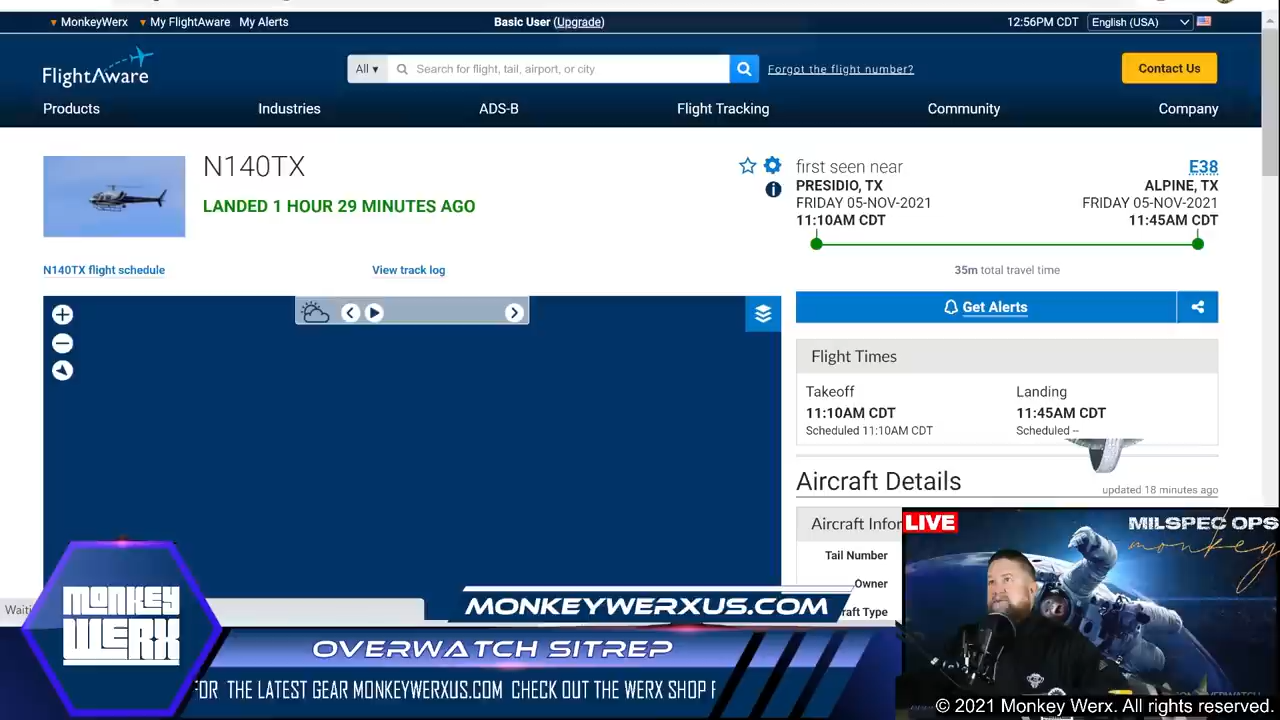 MonkeyWerx My FlightAware My Alerts Basic User (Upgrade) 12:56PM CDT English (USA)
FlightAware All Search for flight, tail, airport, or city Forgot the flight number? Contact Us
Products Industries ADS-B Flight Tracking Community Company
N140TX
LANDED 1 HOUR 29 MINUTES AGO
first seen near E38
PRESIDIO, TX ALPINE, TX
FRIDAY 05-NOV-2021 FRIDAY 05-NOV-2021
11:10AM CDT 11:45AM CDT
35m total travel time
N140TX flight schedule View track log
Get Alerts
Flight Times
Takeoff Landing
11:10AM CDT 11:45AM CDT
Scheduled 11:10AM CDT Scheduled --
Aircraft Details
updated 18 minutes ago
Aircraft Infor
Tail Number
Owner
raft Type
LIVE
MILSPEC OPS
monkey
Waiti
MONKEY
WERX
MONKEYWERXUS.COM
OVERWATCH SITREP
FOR THE LATEST GEAR MONKEYWERXUS.COM CHECK OUT THE WERX SHOP F
© 2021 Monkey Werx. All rights reserved.